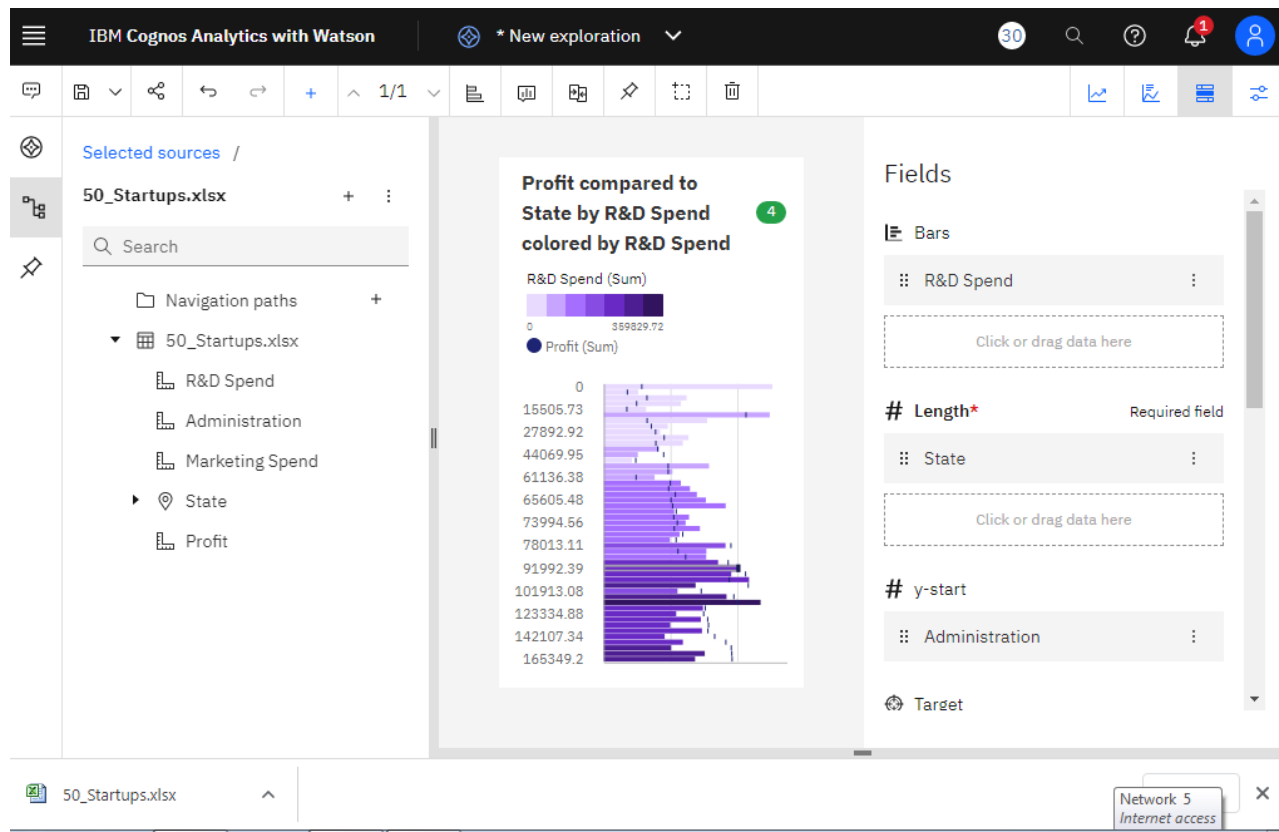 IBM Cognos Analytics with Watson
* New exploration
30
1
1/1
Selected sources /
50_Startups.xlsx
Search
Navigation paths
50_Startups.xlsx
R&D Spend
Administration
Marketing Spend
State
Profit
Profit compared to
State by R&D Spend
colored by R&D Spend
4
R&D Spend (Sum)
0 359829.72
Profit (Sum)
0
15505.73
27892.92
44069.95
61136.38
65605.48
73994.56
78013.11
91992.39
101913.08
123334.88
142107.34
165349.2
Fields
Bars
R&D Spend
Click or drag data here
# Length* Required field
State
Click or drag data here
# y-start
Administration
Target
50_Startups.xlsx
Network 5
Internet access